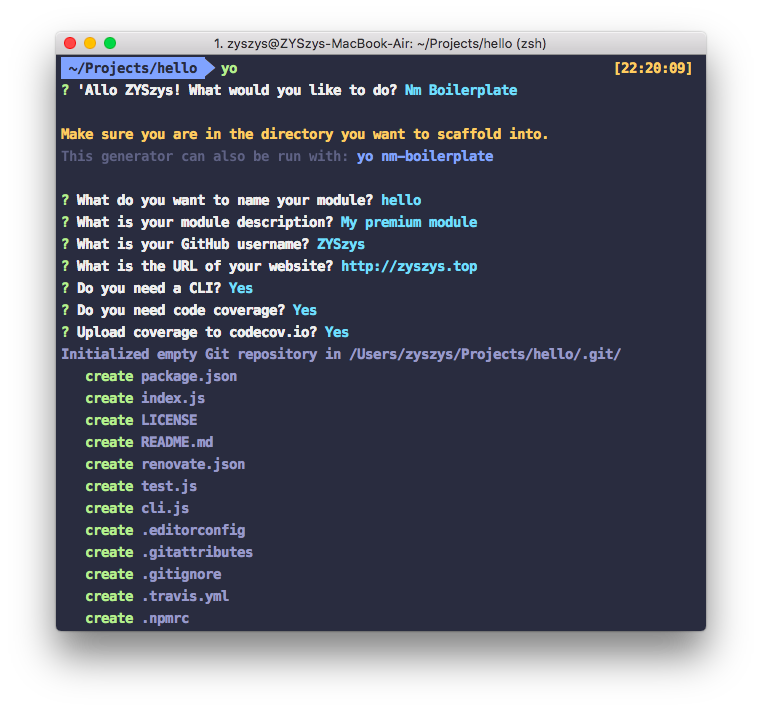 1. zyszys@ZYSzys-MacBook-Air: ~/Projects/hello (zsh)
~/Projects/hello yo [22:20:09]
? 'Allo ZYSzys! What would you like to do? Nm Boilerplate
Make sure you are in the directory you want to scaffold into.
This generator can also be run with: yo nm-boilerplate
? What do you want to name your module? hello
? What is your module description? My premium module
? What is your GitHub username? ZYSzys
? What is the URL of your website? http://zyszys.top
? Do you need a CLI? Yes
? Do you need code coverage? Yes
? Upload coverage to codecov.io? Yes
Initialized empty Git repository in /Users/zyszys/Projects/hello/.git/
create package.json
create index.js
create LICENSE
create README.md
create renovate.json
create test.js
create cli.js
create .editorconfig
create .gitattributes
create .gitignore
create .travis.yml
create .npmrc